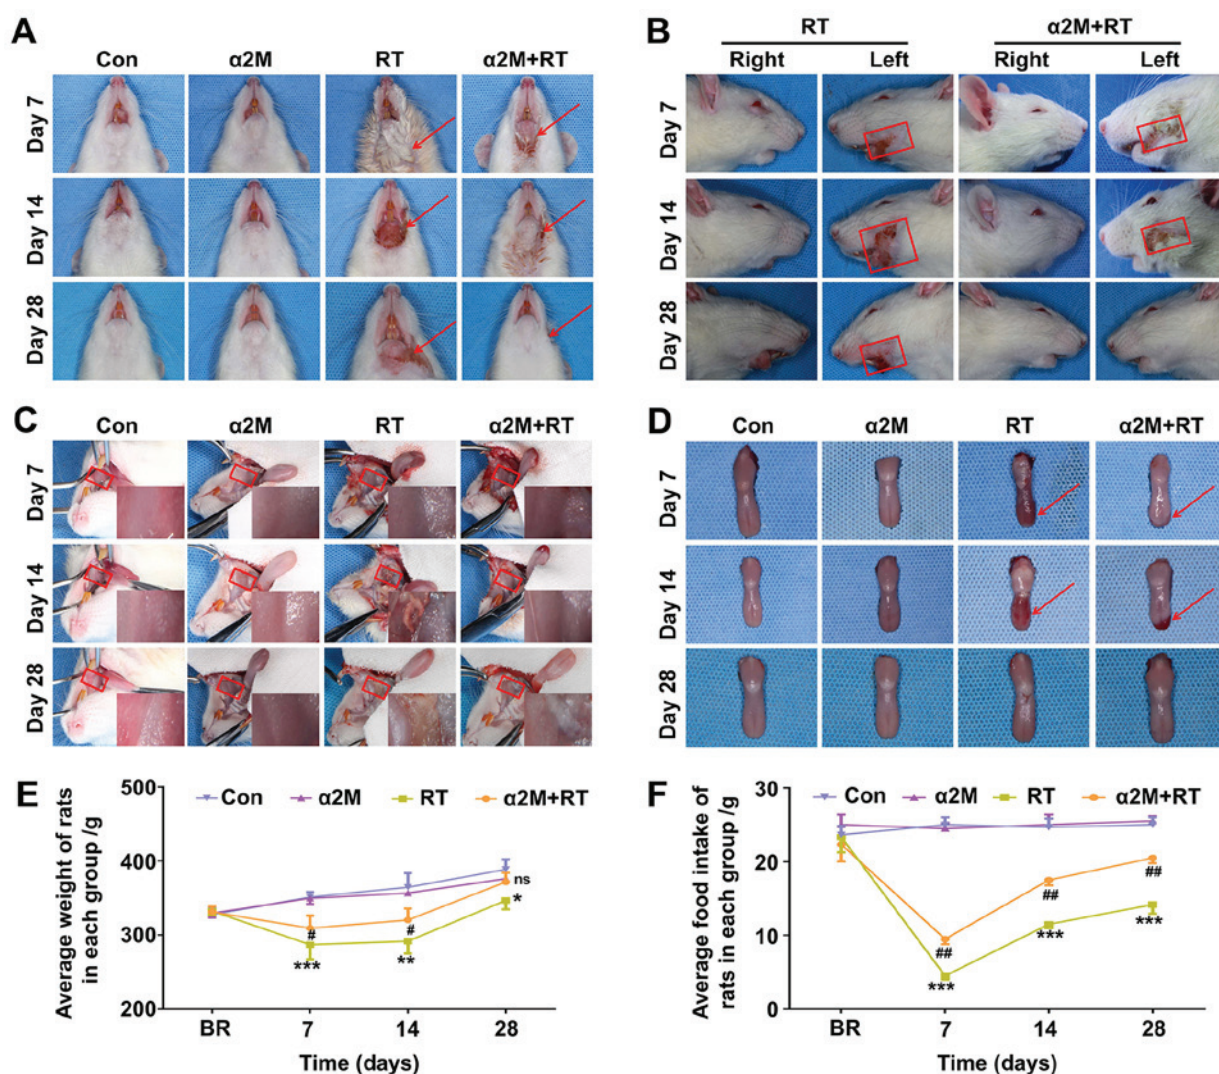 A
Con α2M RT α2M+RT
Day 7
Day 14
Day 28
B
RT α2M+RT
Right Left Right Left
Day 7
Day 14
Day 28
C
Con α2M RT α2M+RT
Day 7
Day 14
Day 28
D
Con α2M RT α2M+RT
Day 7
Day 14
Day 28
E
Average weight of rats
in each group /g
500
400
300
200
Con α2M RT α2M+RT
ns
*
# #
*** **
BR 7 14 28
Time (days)
F
Average food intake of
rats in each group /g
30
20
10
0
Con α2M RT α2M+RT
## ## ##
*** *** ***
BR 7 14 28
Time (days)